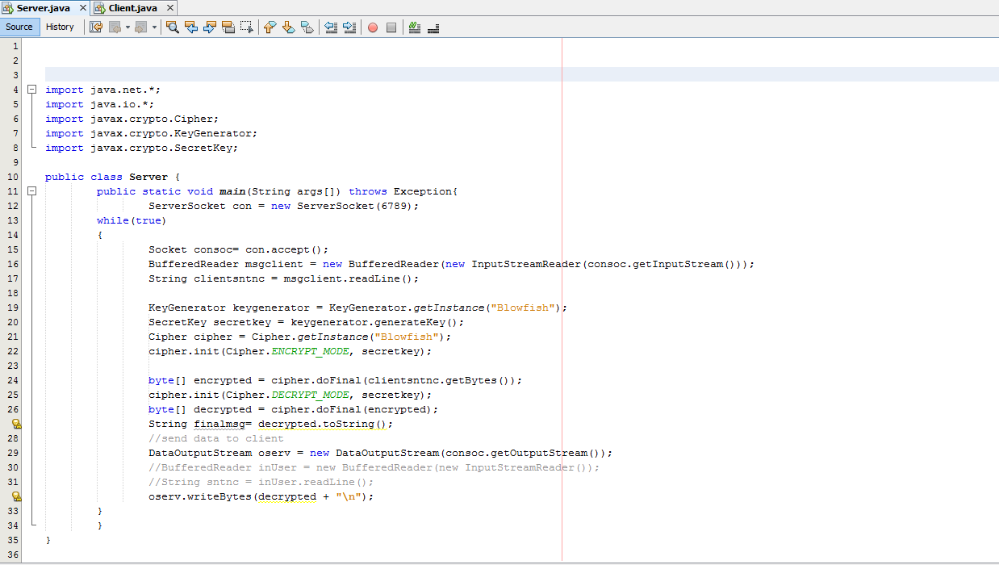 Server.java Client.java
Source History
1
2
3
4 import java.net.*;
5 import java.io.*;
6 import javax.crypto.Cipher;
7 import javax.crypto.KeyGenerator;
8 import javax.crypto.SecretKey;
9
10 public class Server {
11 public static void main(String args[]) throws Exception{
12 ServerSocket con = new ServerSocket(6789);
13 while(true)
14 {
15 Socket consoc= con.accept();
16 BufferedReader msgclient = new BufferedReader(new InputStreamReader(consoc.getInputStream()));
17 String clientsntnc = msgclient.readLine();
18
19 KeyGenerator keygenerator = KeyGenerator.getInstance("Blowfish");
20 SecretKey secretkey = keygenerator.generateKey();
21 Cipher cipher = Cipher.getInstance("Blowfish");
22 cipher.init(Cipher.ENCRYPT_MODE, secretkey);
23
24 byte[] encrypted = cipher.doFinal(clientsntnc.getBytes());
25 cipher.init(Cipher.DECRYPT_MODE, secretkey);
26 byte[] decrypted = cipher.doFinal(encrypted);
String finalmsg= decrypted.toString();
28 //send data to client
29 DataOutputStream oserv = new DataOutputStream(consoc.getOutputStream());
30 //BufferedReader inUser = new BufferedReader(new InputStreamReader());
31 //String sntnc = inUser.readLine();
oserv.writeBytes(decrypted + "\n");
33 }
34 }
35 }
36